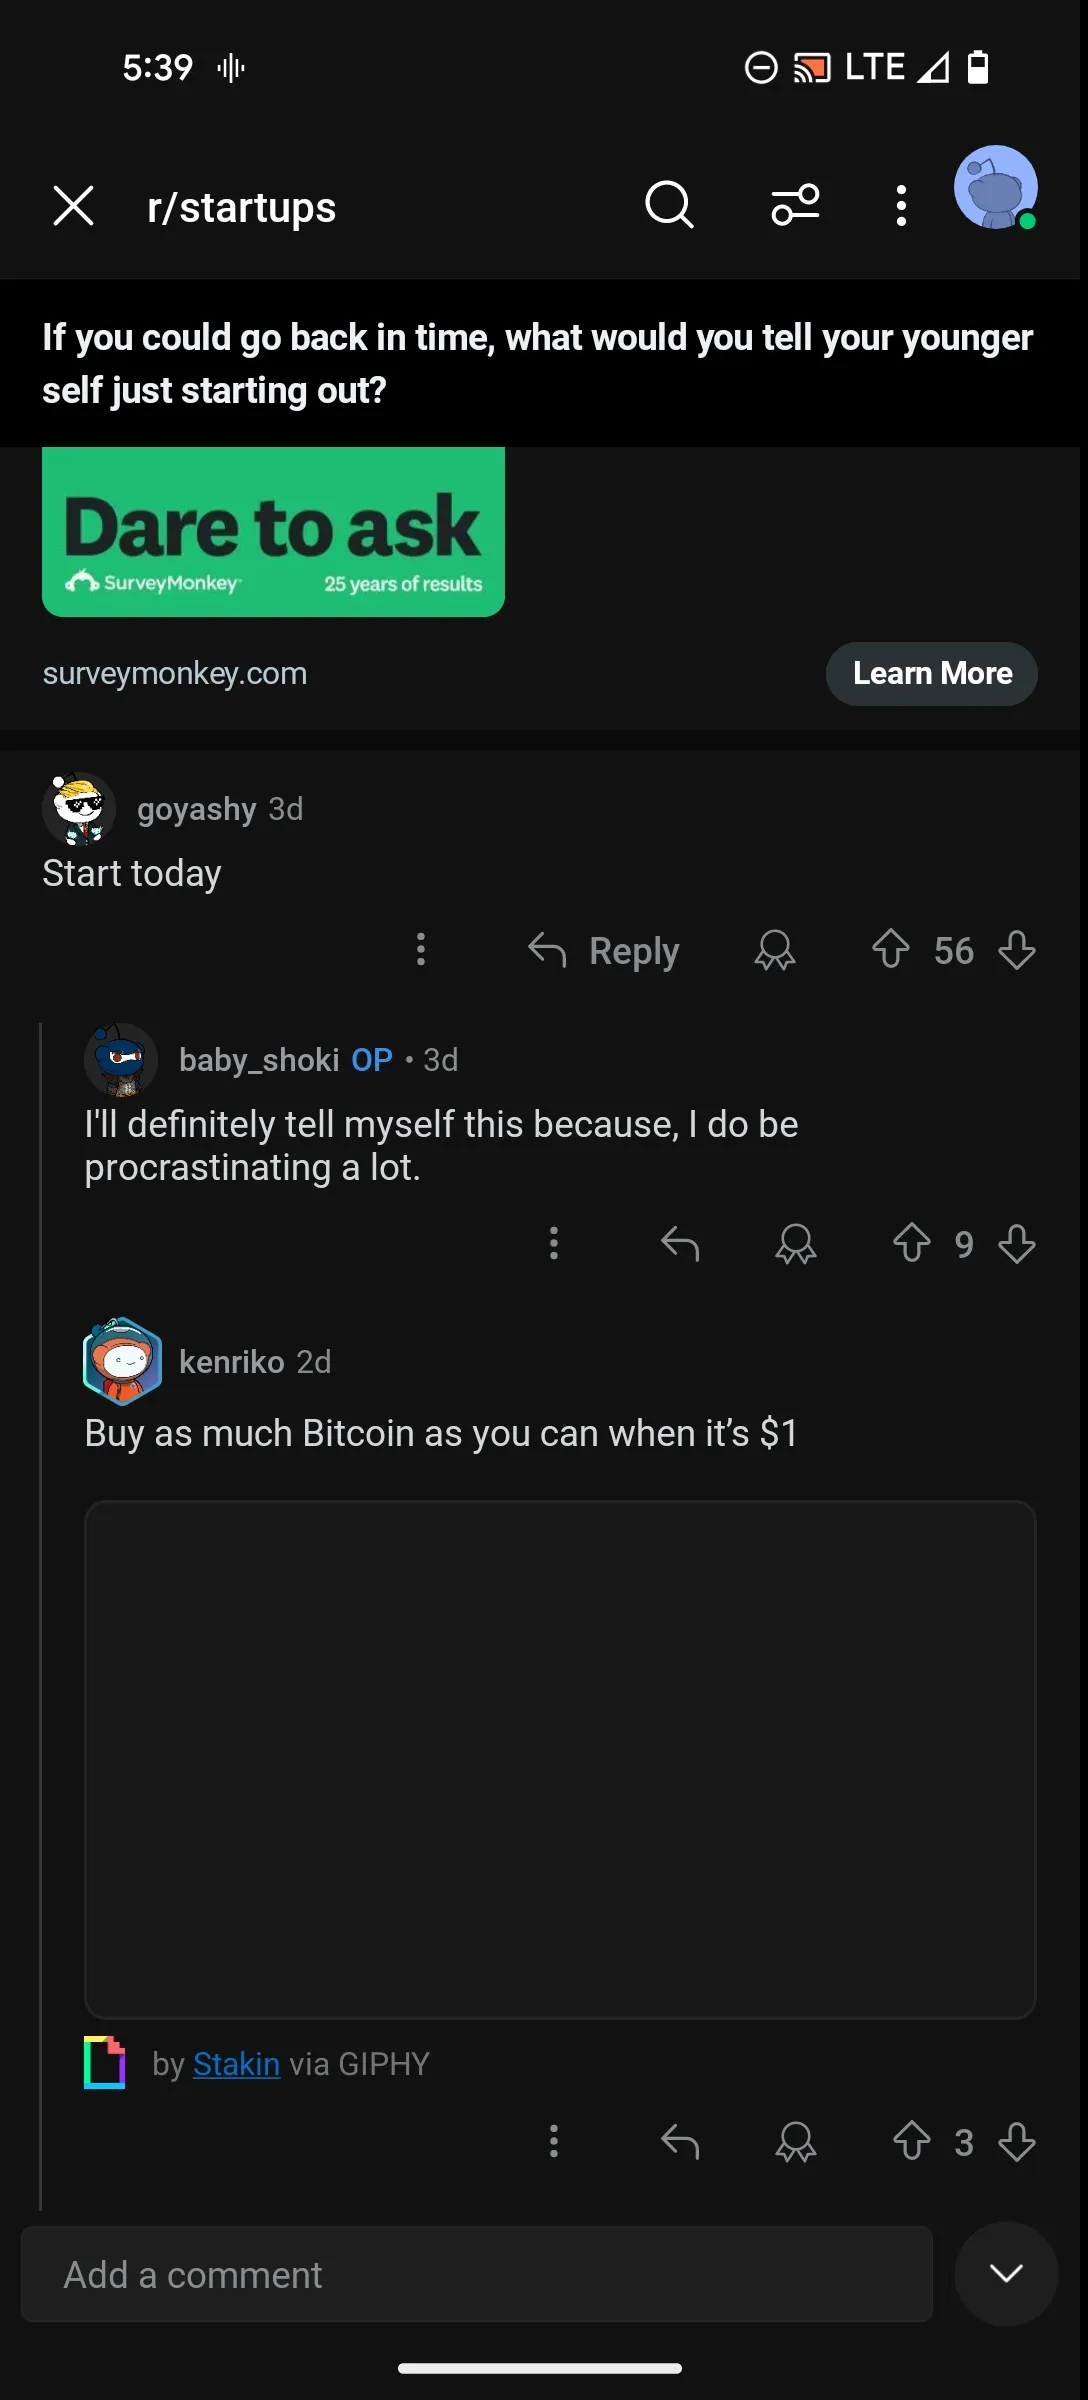 5:39
LTE
r/startups
If you could go back in time, what would you tell your younger
self just starting out?
Dare to ask
SurveyMonkey
25 years of results
surveymonkey.com
Learn More
goyashy 3d
Start today
Reply
56
baby_shoki OP • 3d
I'll definitely tell myself this because, I do be
procrastinating a lot.
9
kenriko 2d
Buy as much Bitcoin as you can when it’s $1
by Stakin via GIPHY
3
Add a comment